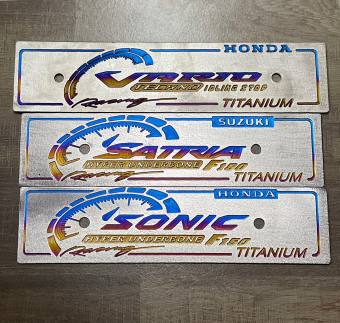 HONDA
VARIO
TECHNO IDLING STOP
Racing
TITANIUM
SUZUKI
SATRIA
HYPER UNDERBONE F150
Racing
TITANIUM
HONDA
SONIC
HYPER UNDERBONE F150
Racing
TITANIUM